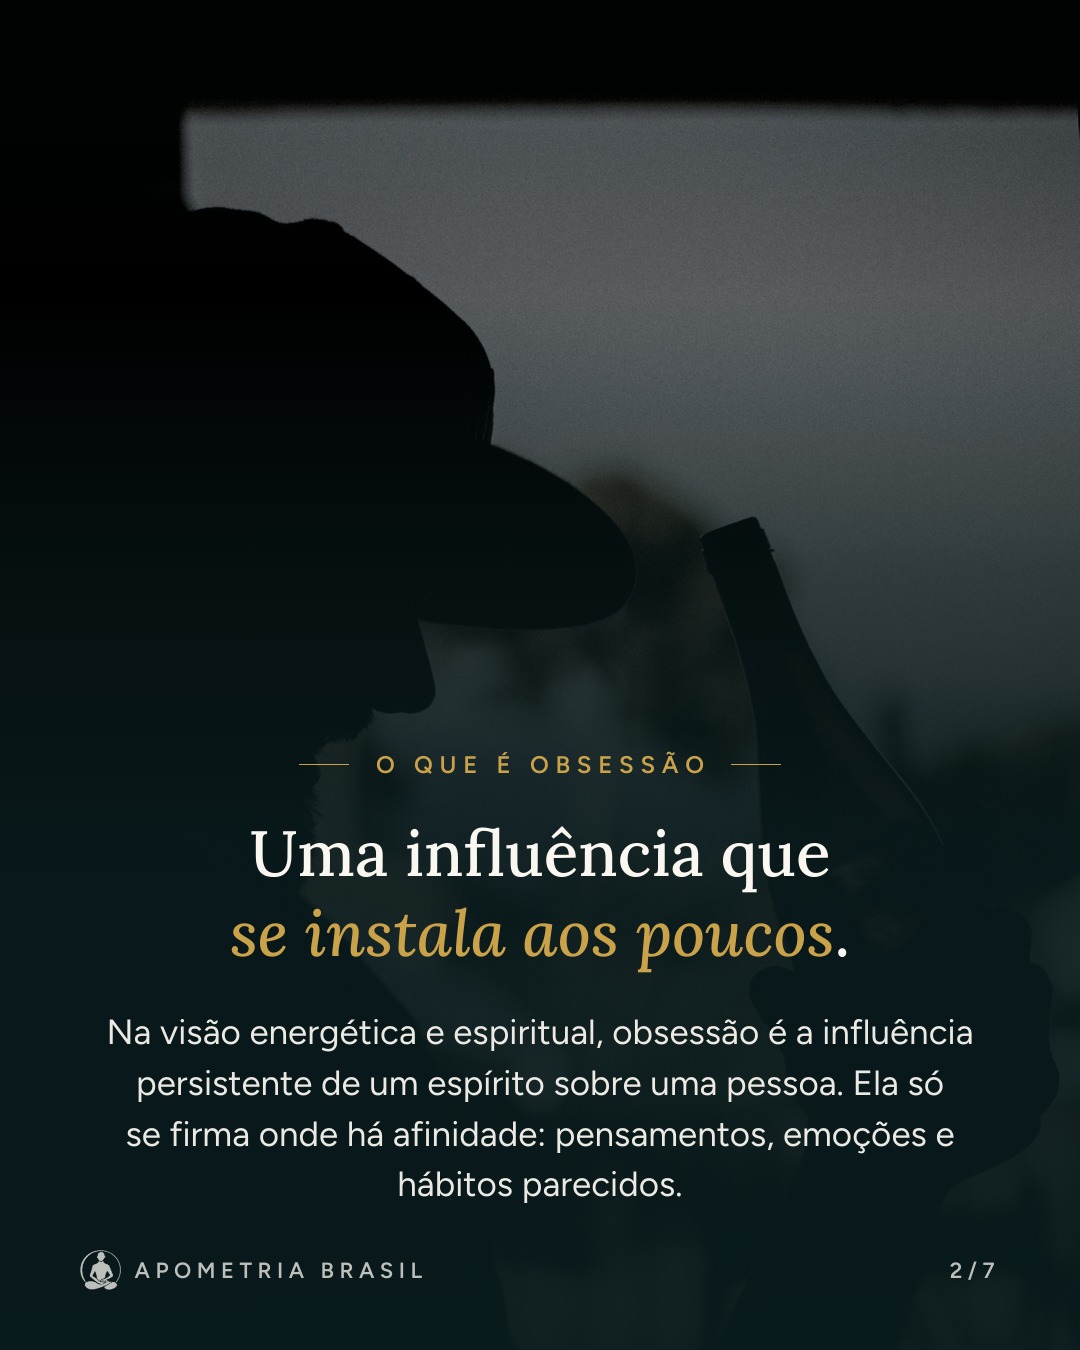 O QUE É OBSESSÃO
Uma influência que
se instala aos poucos.
Na visão energética e espiritual, obsessão é a influência
persistente de um espírito sobre uma pessoa. Ela só
se firma onde há afinidade: pensamentos, emoções e
hábitos parecidos.
APOMETRIA BRASIL
2/7